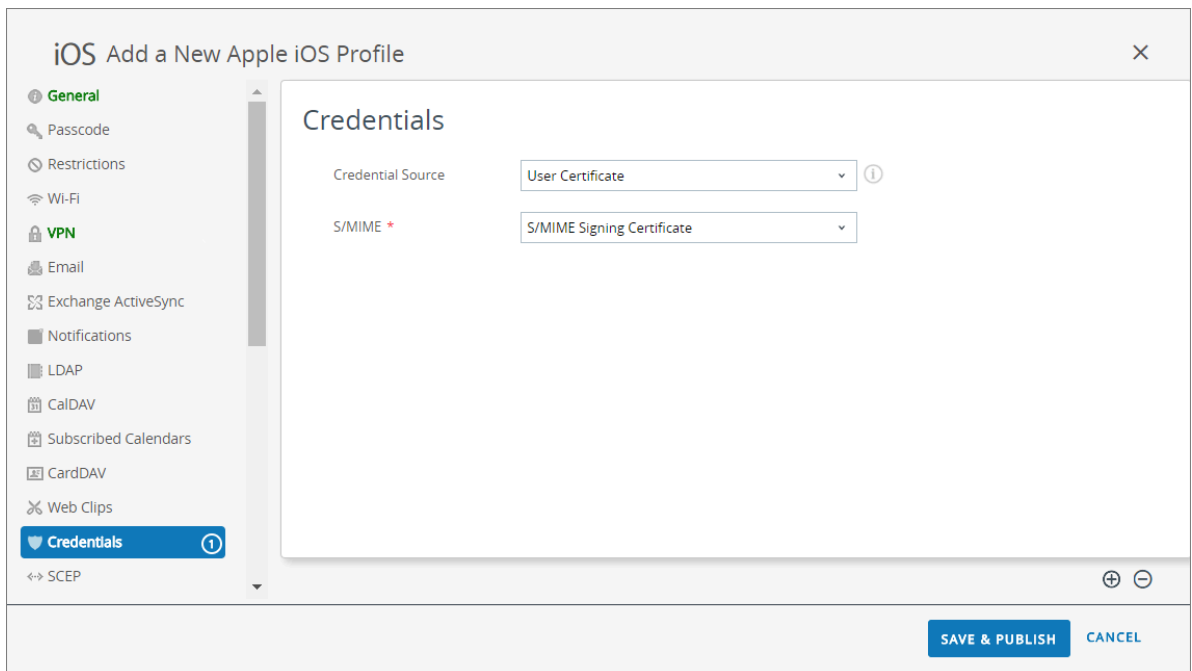 iOS Add a New Apple iOS Profile
General
Passcode
Restrictions
Wi-Fi
VPN
Email
Exchange ActiveSync
Notifications
LDAP
CalDAV
Subscribed Calendars
CardDAV
Web Clips
Credentials 1
SCEP
Credentials
Credential Source User Certificate
S/MIME * S/MIME Signing Certificate
SAVE & PUBLISH CANCEL